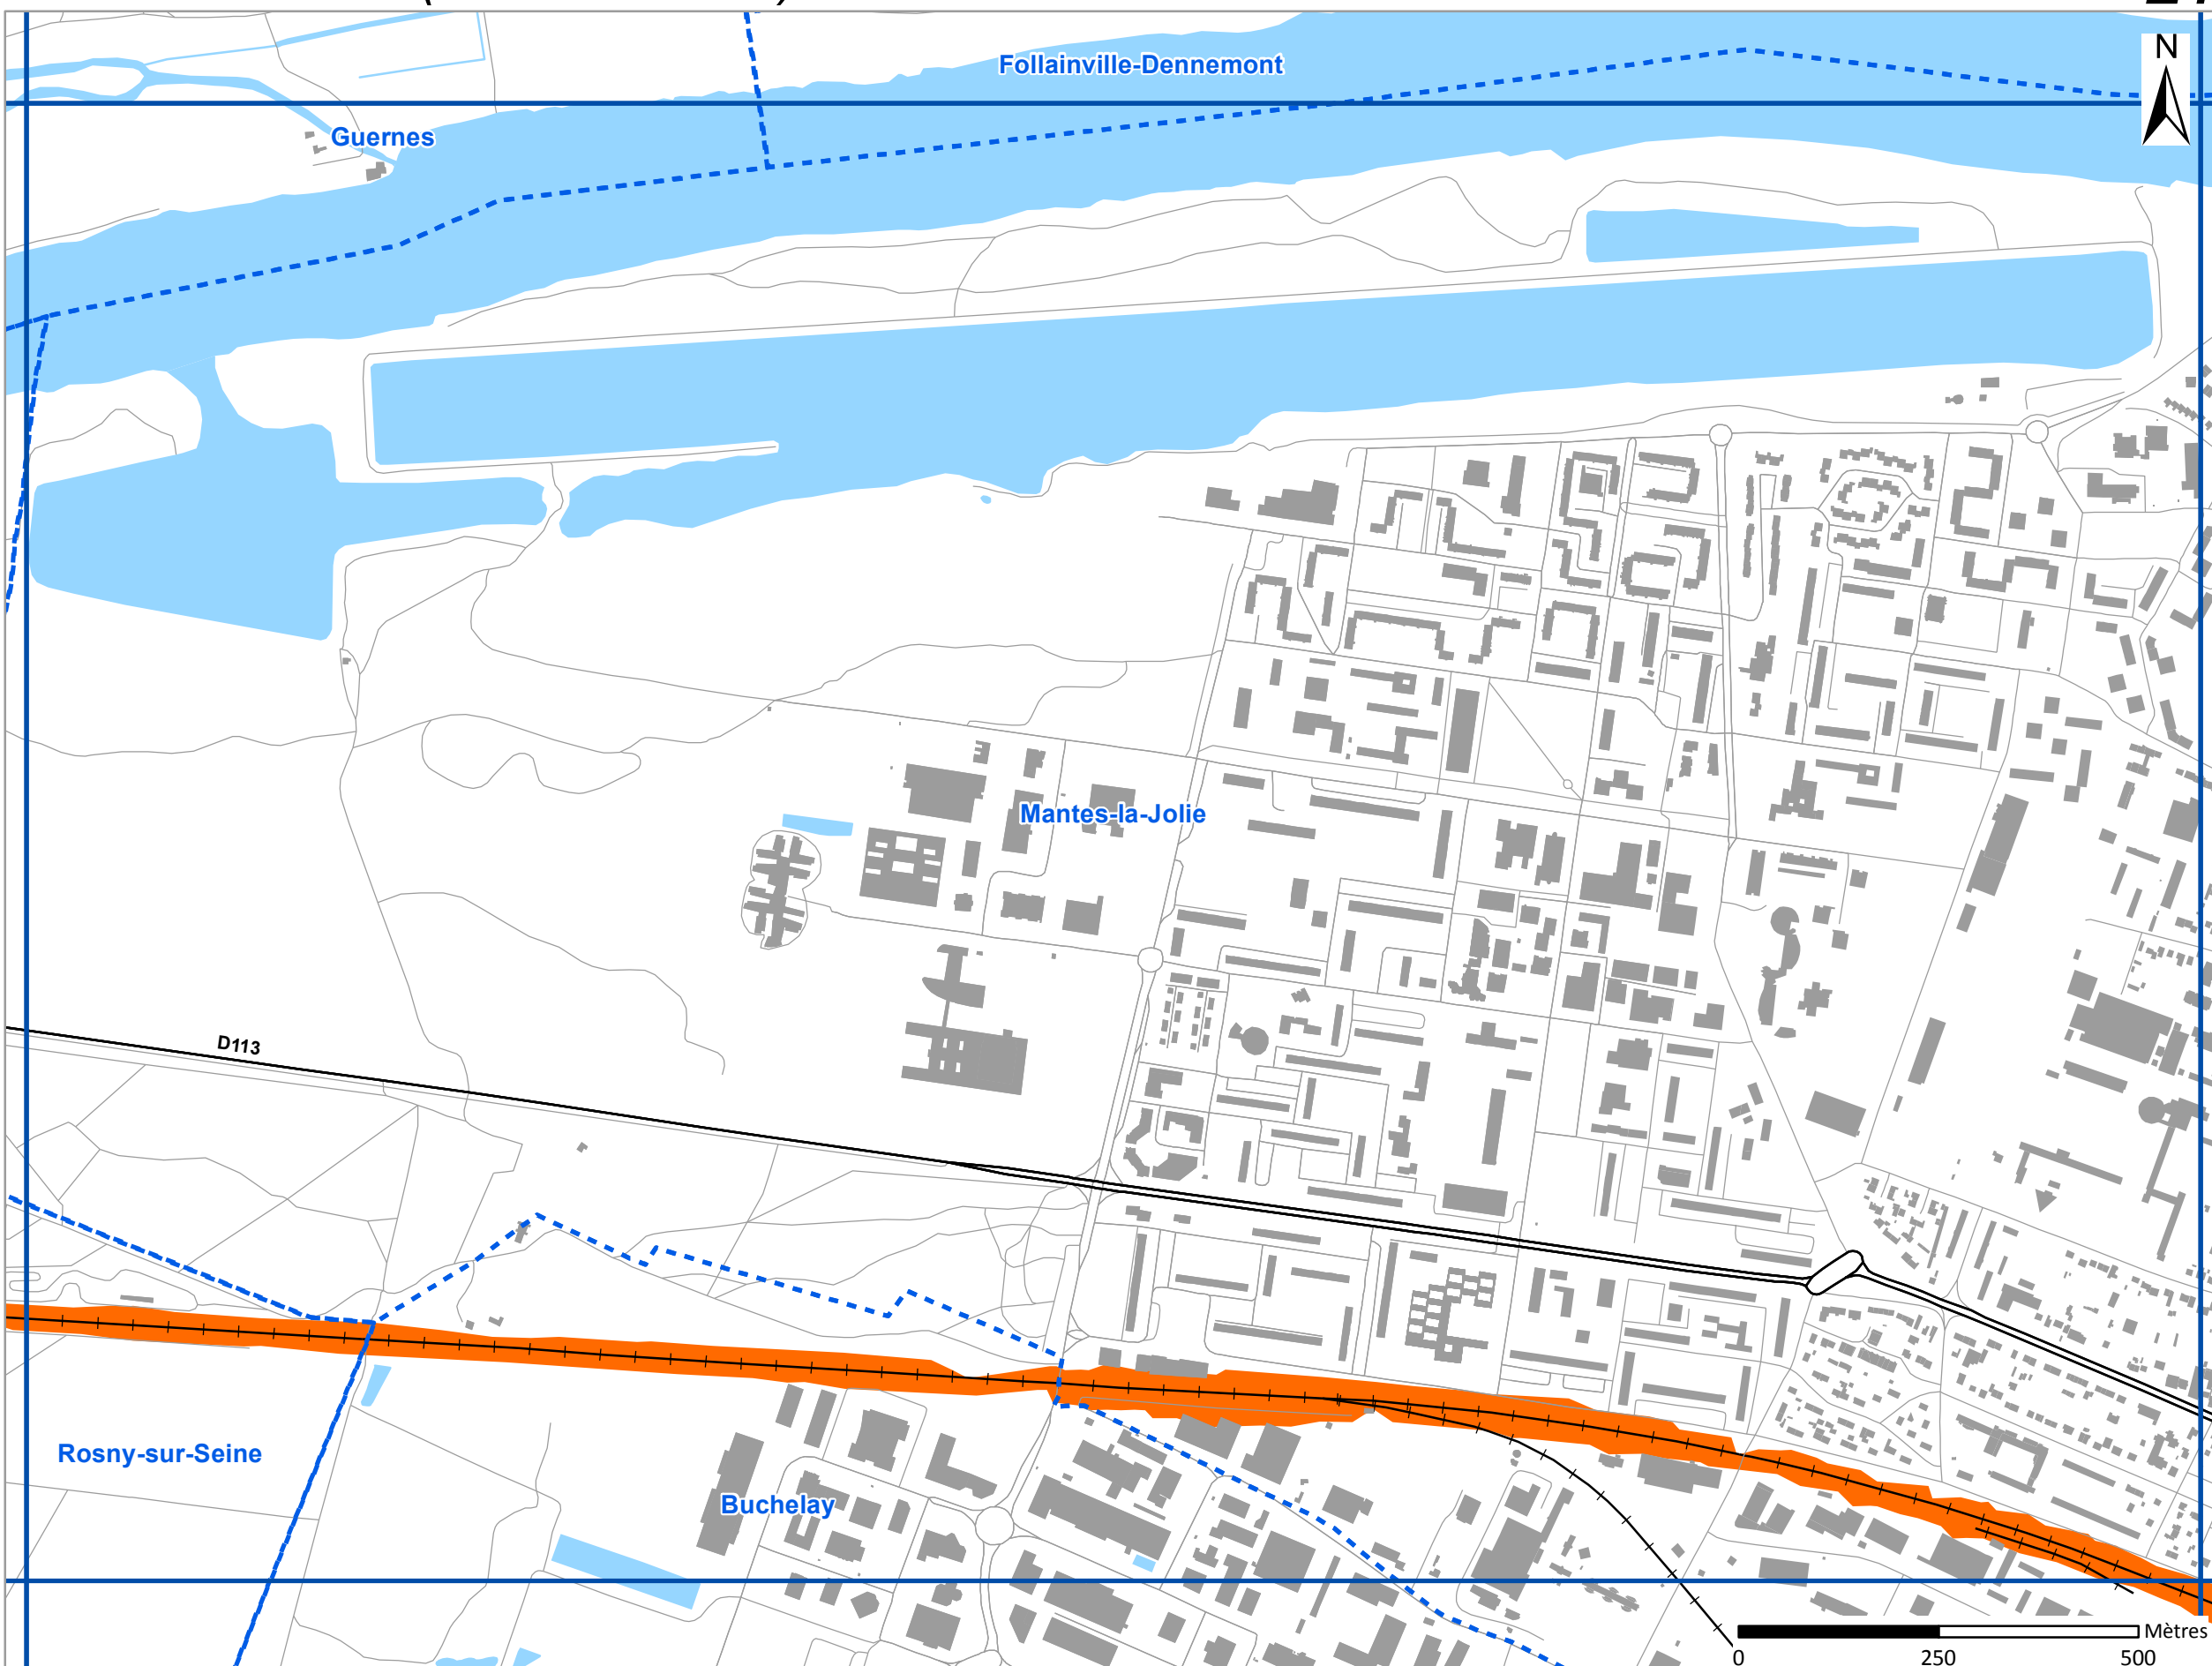 Follainville-Dennemont
N
Guernes
Mantes-la-Jolie
D113
Rosny-sur-Seine
Buchelay
Mètres
0 250 500